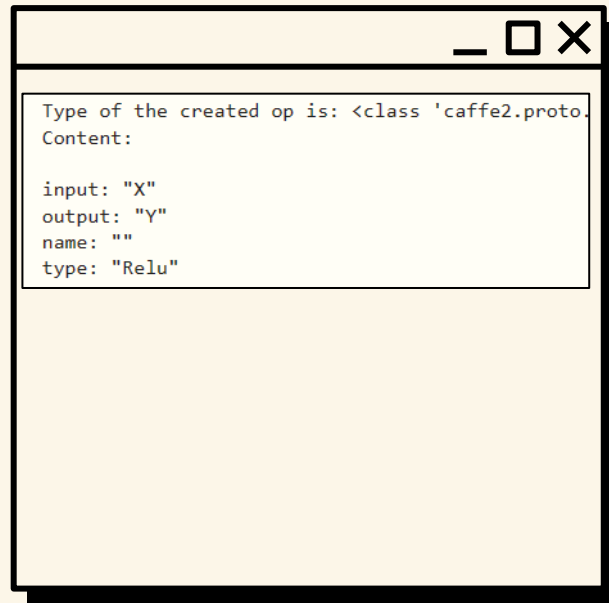 Type of the created op is: <class 'caffe2.proto.
Content:
input: "X"
output: "Y"
name: ""
type: "Relu"